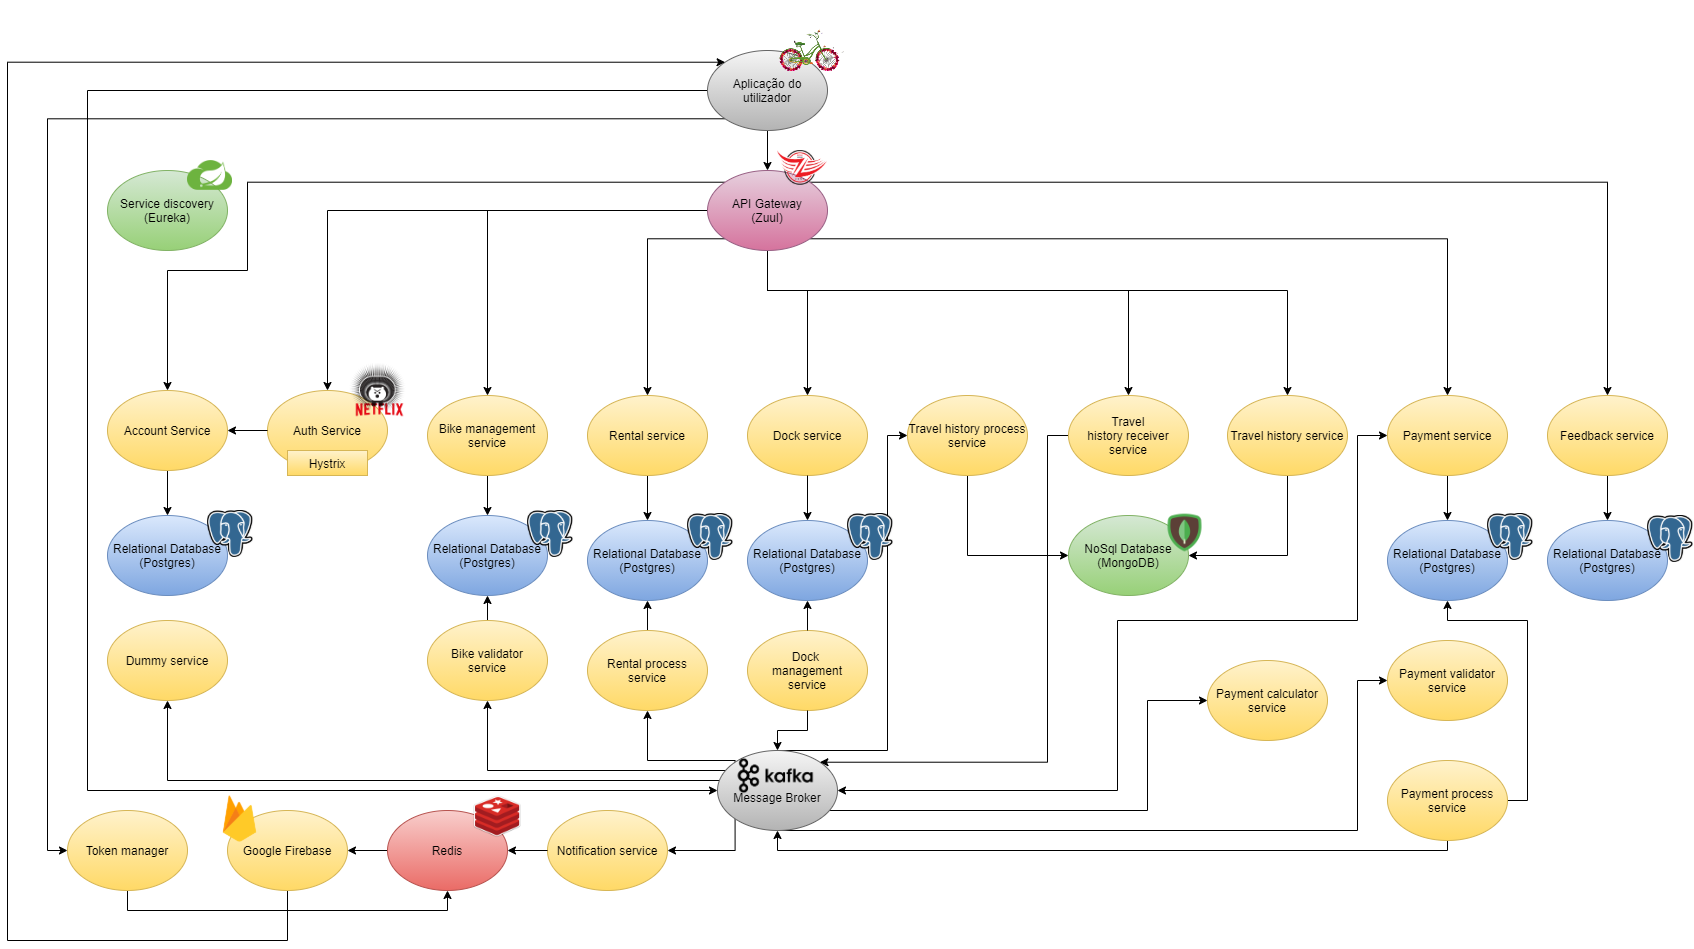 Aplicação do
utilizador
Service discovery
(Eureka)
API Gateway
(Zuul)
NETFLIX
Account Service
Auth Service
Hystrix
Bike management
service
Rental service
Dock service
Travel history process
service
Travel
history receiver
service
Travel history service
Payment service
Feedback service
Relational Database
(Postgres)
Relational Database
(Postgres)
Relational Database
(Postgres)
Relational Database
(Postgres)
NoSql Database
(MongoDB)
Relational Database
(Postgres)
Relational Database
(Postgres)
Dummy service
Bike validator
service
Rental process
service
Dock
management
service
Payment calculator
service
Payment validator
service
kafka
Message Broker
Payment process
service
Token manager
Google Firebase
Redis
Notification service